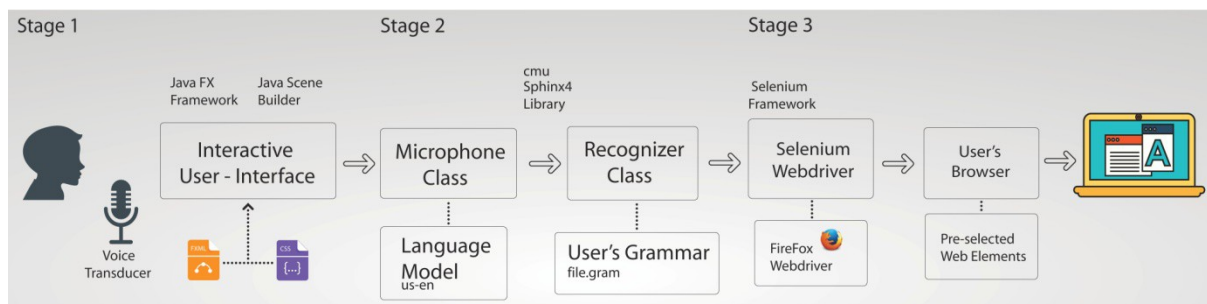 Stage 1
Stage 2
Stage 3
Java FX
Framework
Java Scene
Builder
cmu
Sphinx4
Library
Selenium
Framework
Interactive
User - Interface
Microphone
Class
Recognizer
Class
Selenium
Webdriver
User's
Browser
A
Voice
Transducer
FXML
CSS
{...}
Language
Model
us-en
User's Grammar
file.gram
FireFox
Webdriver
Pre-selected
Web Elements